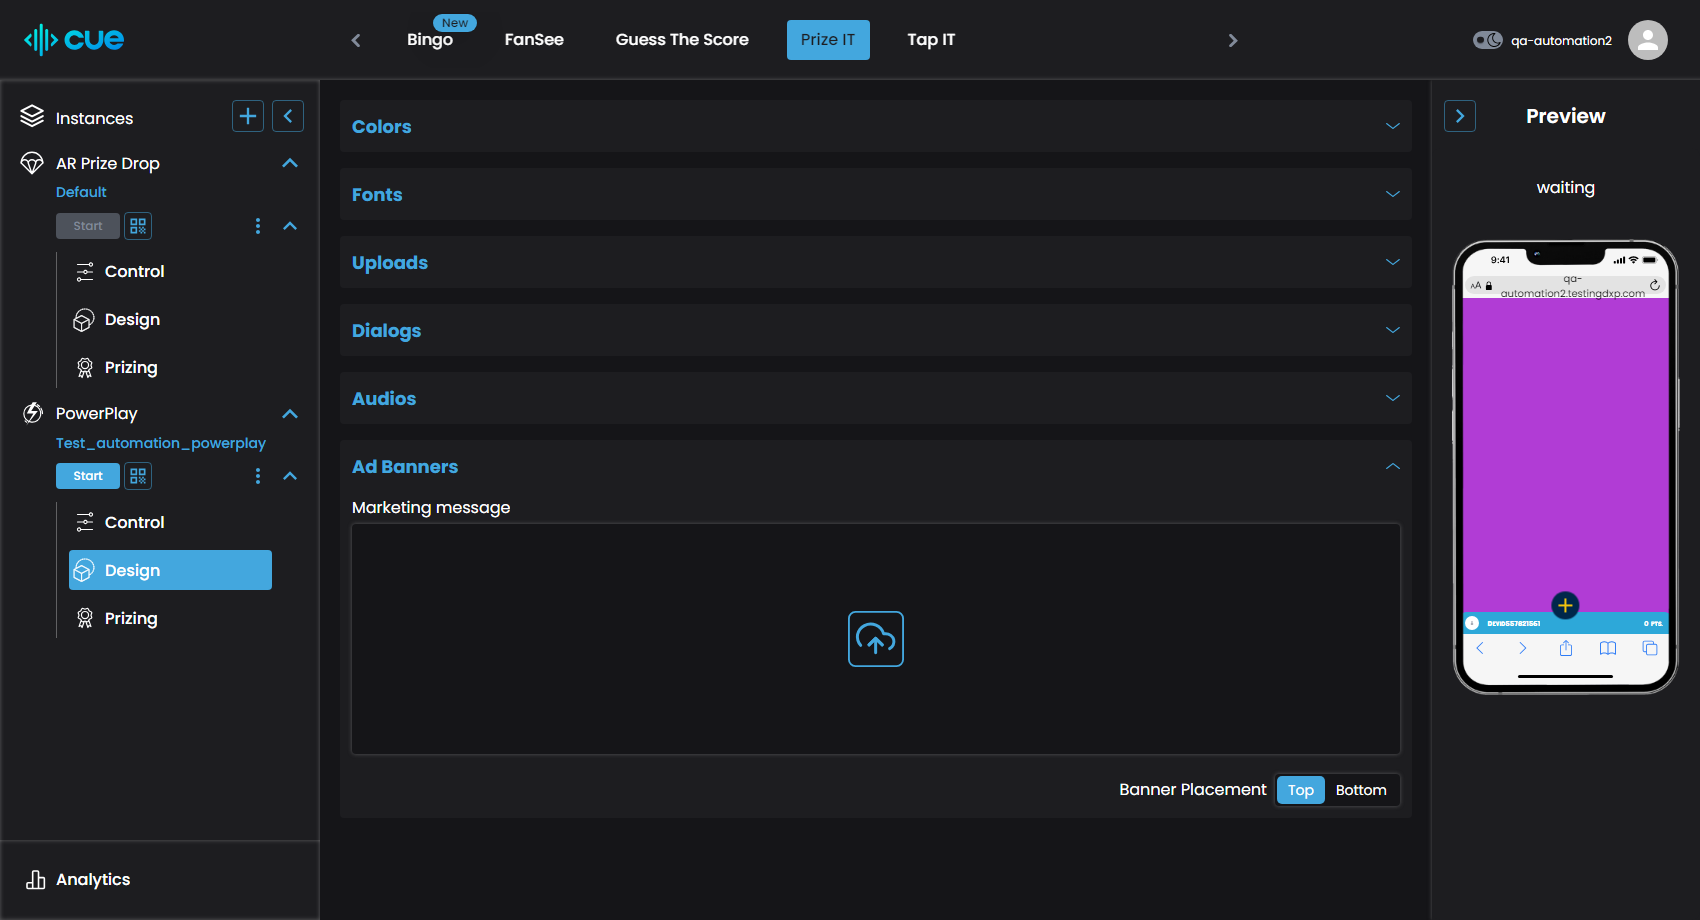 cue
New
Bingo
FanSee
Guess The Score
Prize IT
Tap IT
qa-automation2
Instances
AR Prize Drop
Default
Start
Control
Design
Prizing
PowerPlay
Test_automation_powerplay
Start
Control
Design
Prizing
Analytics
Colors
Fonts
Uploads
Dialogs
Audios
Ad Banners
Marketing message
Banner Placement
Top
Bottom
Preview
waiting
9:41
AA
qa-
automation2.testingdxp.com
DEVID557821561
0 PTS.